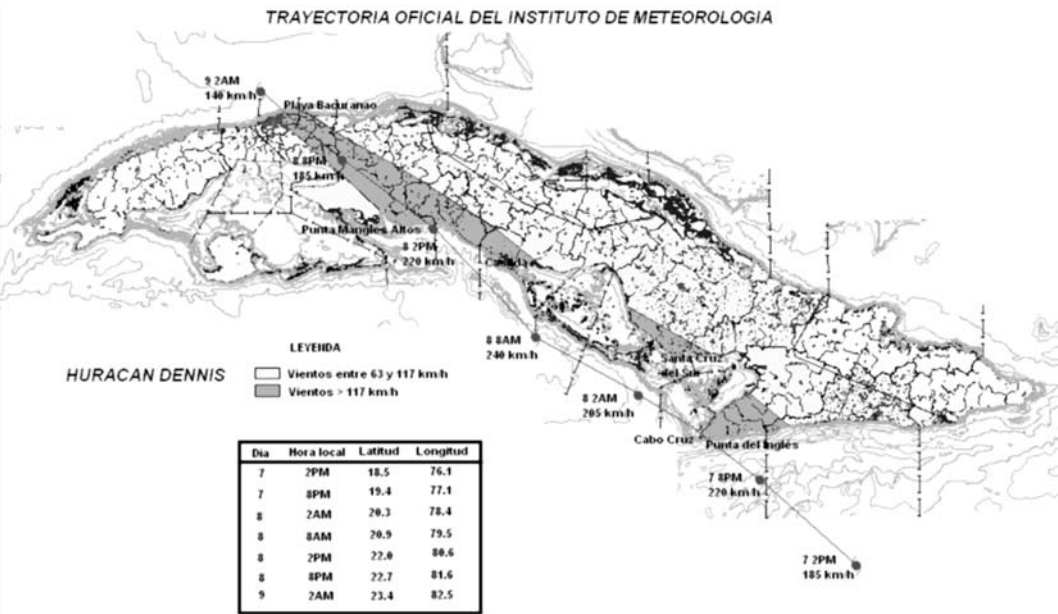 TRAYECTORIA OFICIAL DEL INSTITUTO DE METEOROLOGIA
9 2AM
140 km/h
Playa Bacuranao
8 8PM
185 km/h
Punta Mangles Altos
8 2PM
220 km/h
Casilda
8 8AM
240 km/h
LEYENDA
HURACAN DENNIS
Vientos entre 63 y 117 km/h
Vientos > 117 km/h
Santa Cruz
del Sur
8 2AM
205 km/h
Cabo Cruz
Punta del Inglés
7 8PM
220 km/h
7 2PM
185 km/h
Dia Hora local Latitud Longitud
7 2PM 18.5 76.1
7 8PM 19.4 77.1
8 2AM 20.3 78.4
8 8AM 20.9 79.5
8 2PM 22.0 80.6
8 8PM 22.7 81.6
9 2AM 23.4 82.5